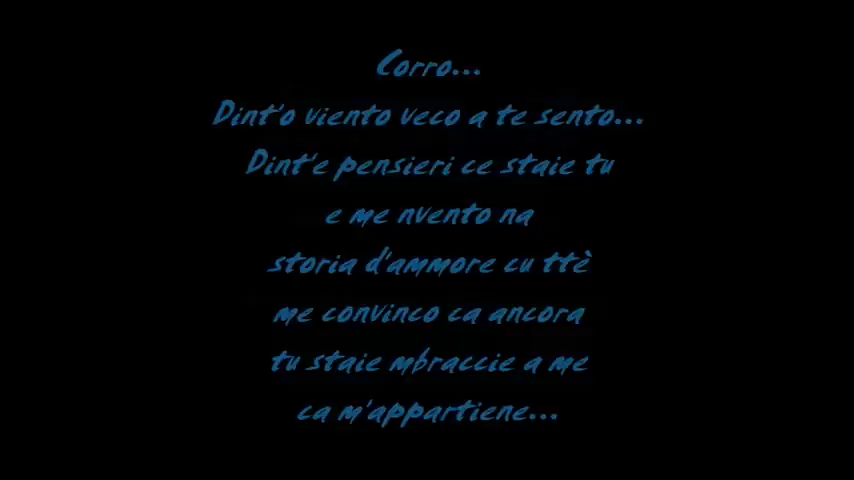 Corro...
Dint'o viento veco a te sento...
Dint'e pensieri ce staie tu
e me nvento na
storia d'ammore cu ttè
me convinco ca ancora
tu staie mbraccie a me
ca m'appartiene...